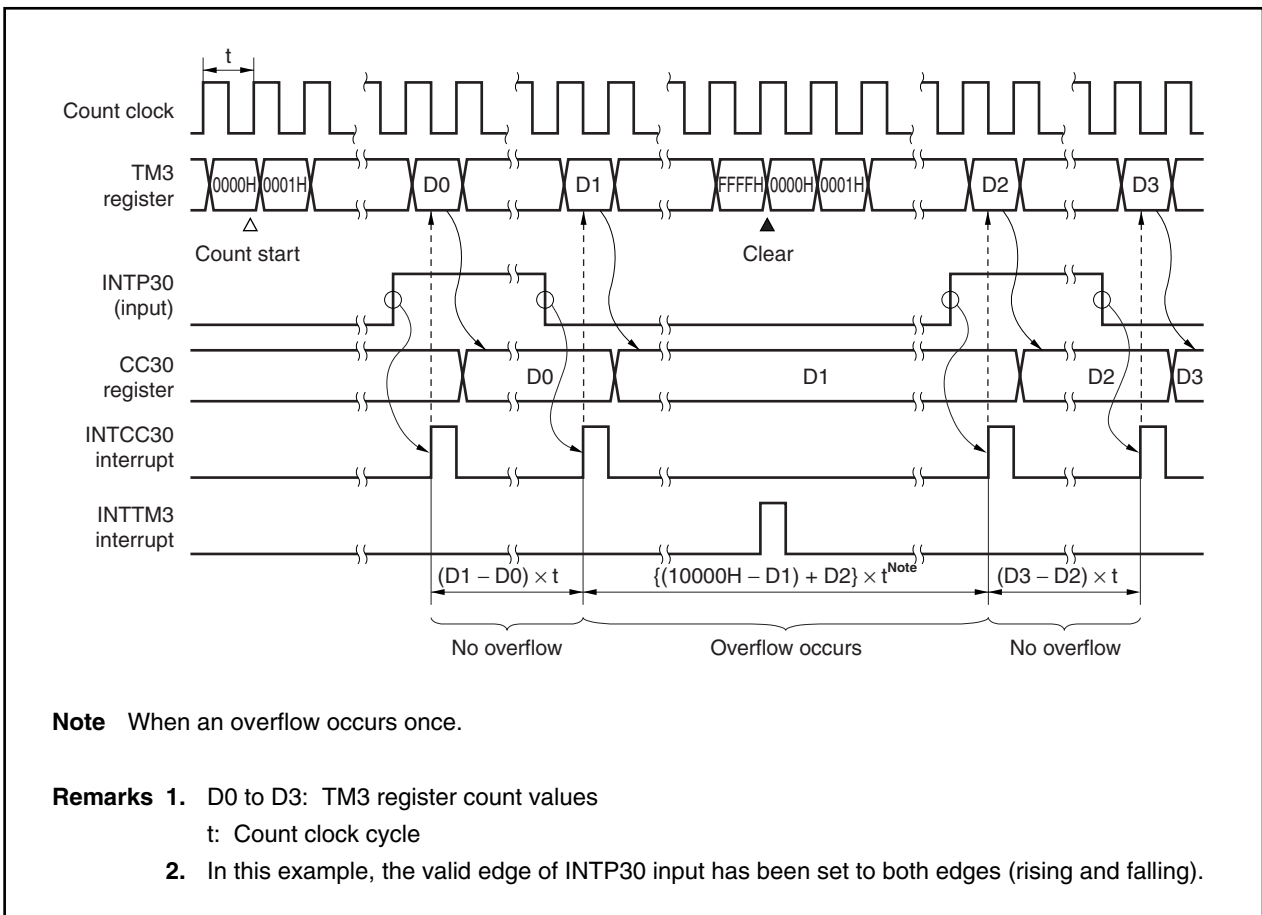 t
Count clock
TM3
register
0000H 0001H D0 D1 FFFFH 0000H 0001H D2 D3
Count start
Clear
INTP30
(input)
CC30
register
D0 D1 D2 D3
INTCC30
interrupt
INTTM3
interrupt
(D1 – D0) × t {(10000H – D1) + D2} × t Note (D3 – D2) × t
No overflow Overflow occurs No overflow
Note When an overflow occurs once.
Remarks 1. D0 to D3: TM3 register count values
t: Count clock cycle
2. In this example, the valid edge of INTP30 input has been set to both edges (rising and falling).